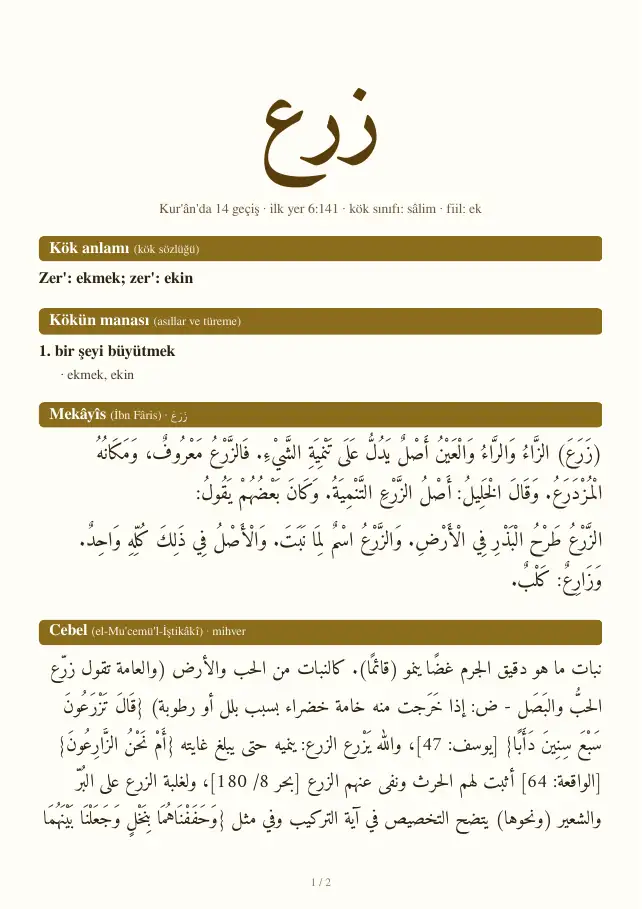 زرع
Kur'ân'da 14 geçiş · ilk yer 6:141 · kök sınıfı: sâlim · fiil: ek
Kök anlamı (kök sözlüğü)
Zer': ekmek; zer': ekin
Kökün manası (asıllar ve türeme)
1. bir şeyi büyütmek
· ekmek, ekin
Mekâyîs (İbn Fâris) · زَرَعَ
(زَرَعَ) الزَّاءُ وَالرَّاءُ وَالْعَيْنُ أَصْلٌ يَدُلُّ عَلَى تَنْمِيَةِ الشَّيْءِ. فَالزَّرْعُ مَعْرُوفٌ، وَمَكَانُهُ
الْمُزْدَرَعُ. وَقَالَ الْخَلِيلُ: أَصْلُ الزَّرْعِ التَّنْمِيَةُ. وَكَانَ بَعْضُهُمْ يَقُولُ:
الزَّرْعُ طَرْحُ الْبَذْرِ فِي الْأَرْضِ. وَالزَّرْعُ اسْمٌ لِمَا نَبَتَ. وَالْأَصْلُ فِي ذَلِكَ كُلِّهِ وَاحِدٌ.
وَزَارِعٌ: كَلْبٌ.
Cebel (el-Mu'cemü'l-İştikâkî) · mihver
نبات ما هو دقيق الجرم غضًا ينمو (قائمًا). كالنبات من الحب والأرض (والعامة تقول زرّع
الحبُّ والبَصَل - ض: إذا خَرَجت منه خامة خضراء بسبب بلل أو رطوبة) {قَالَ تَزْرَعُونَ
سَبْعَ سِنِينَ دَأَبًا} [يوسف: 47]، والله يَزْرع الزرع: ينميه حتى يبلغ غايته {أَمْ نَحْنُ الزَّارِعُونَ}
[الواقعة: 64] أثبت لهم الحرث ونفى عنهم الزرع [بحر 8/ 180]، ولغلبة الزرع على البُرّ
والشعير (ونحوها) يتضح التخصيص في آية التركيب وفي مثل {وَحَفَفْنَاهُمَا بِنَخْلٍ وَجَعَلْنَا بَيْنَهُمَا
1 / 2